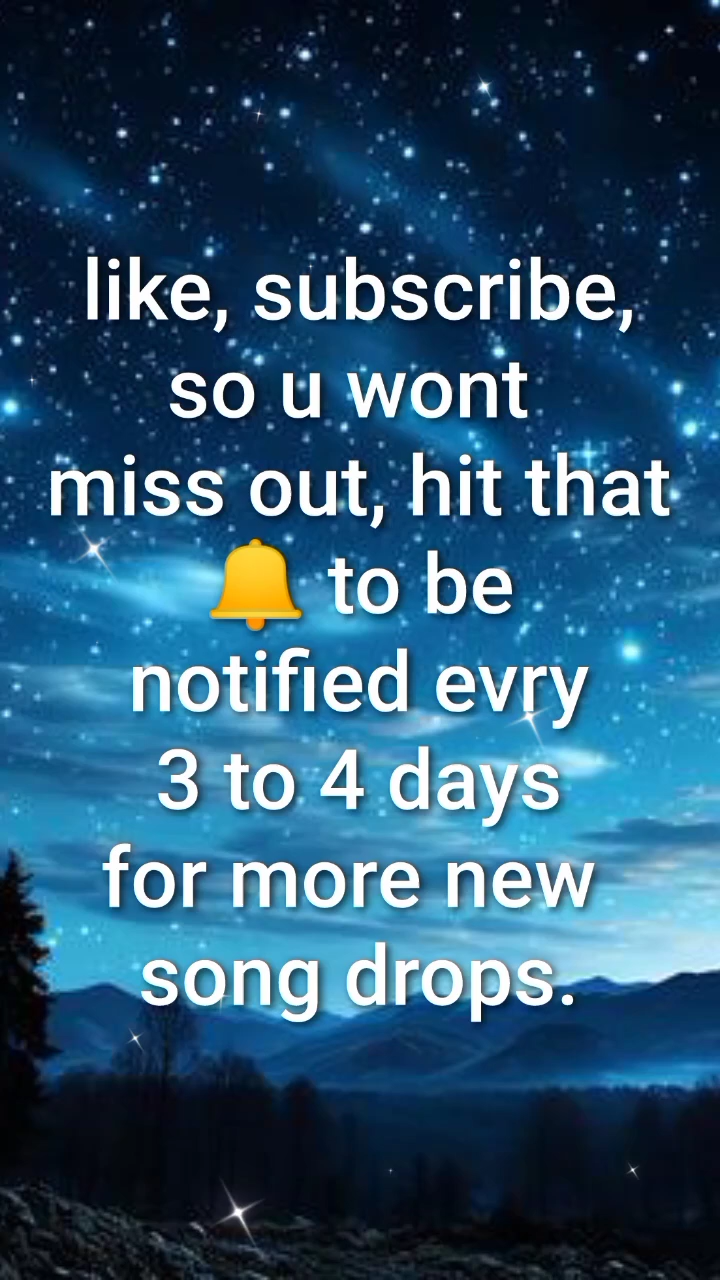 like, subscribe,
so u wont
miss out, hit that
🔔 to be
notified evry
3 to 4 days
for more new
song drops.